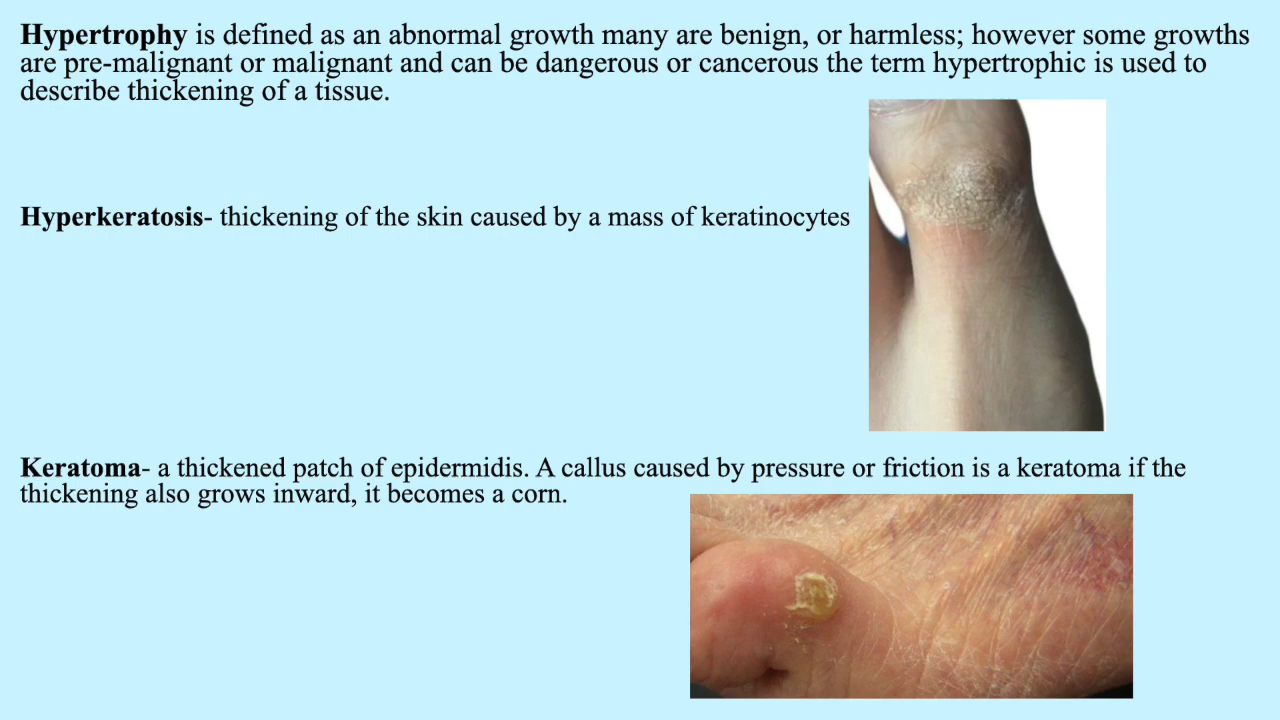 Hypertrophy is defined as an abnormal growth many are benign, or harmless; however some growths
are pre-malignant or malignant and can be dangerous or cancerous the term hypertrophic is used to
describe thickening of a tissue.
Hyperkeratosis- thickening of the skin caused by a mass of keratinocytes
Keratoma- a thickened patch of epidermidis. A callus caused by pressure or friction is a keratoma if the
thickening also grows inward, it becomes a corn.